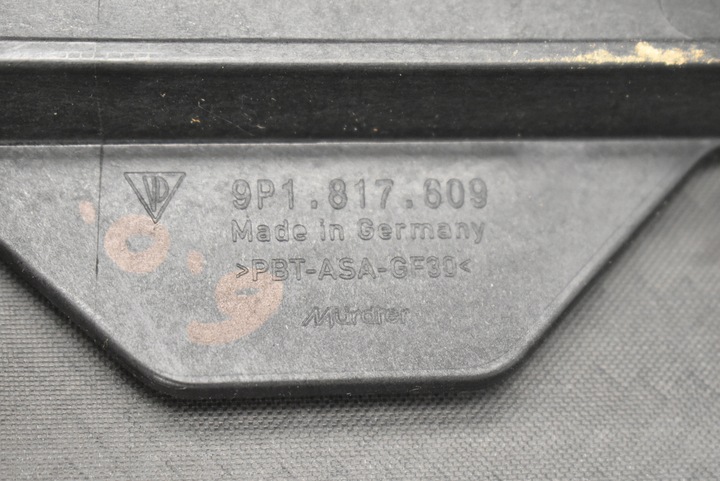 9P1.817.609
Made in Germany
>PBT-ASA-GF30<
Mürdter